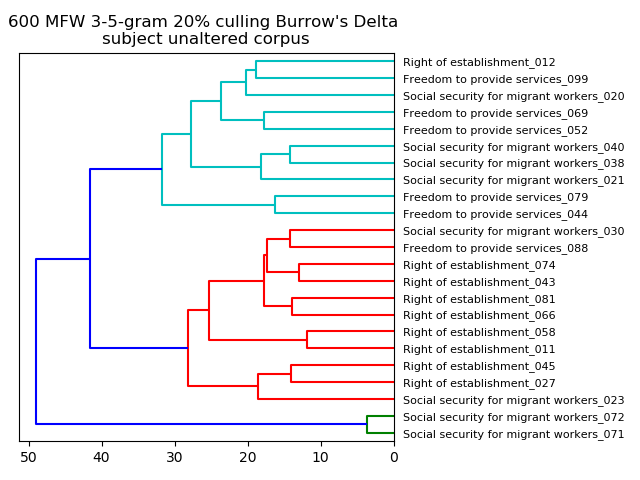 600 MFW 3-5-gram 20% culling Burrow's Delta
subject unaltered corpus
Right of establishment_012
Freedom to provide services_099
Social security for migrant workers_020
Freedom to provide services_069
Freedom to provide services_052
Social security for migrant workers_040
Social security for migrant workers_038
Social security for migrant workers_021
Freedom to provide services_079
Freedom to provide services_044
Social security for migrant workers_030
Freedom to provide services_088
Right of establishment_074
Right of establishment_043
Right of establishment_081
Right of establishment_066
Right of establishment_058
Right of establishment_011
Right of establishment_045
Right of establishment_027
Social security for migrant workers_023
Social security for migrant workers_072
Social security for migrant workers_071
50 40 30 20 10 0